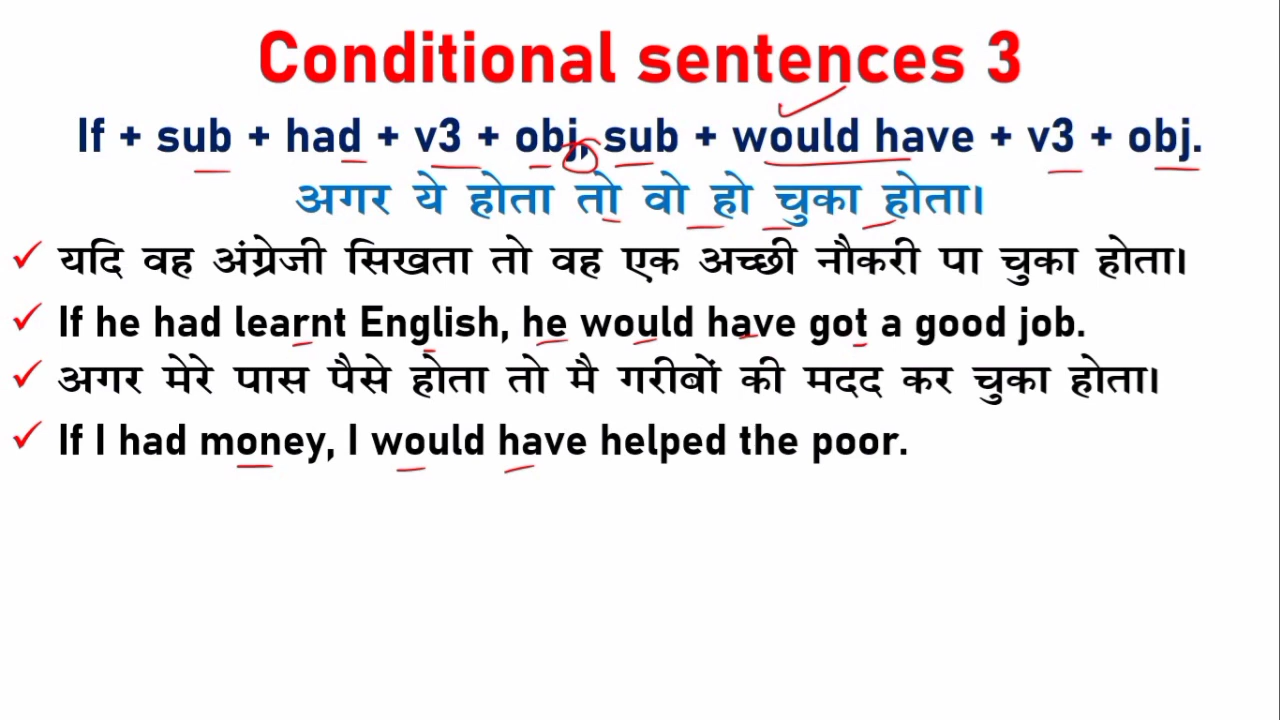 Conditional sentences 3
If + sub + had + v3 + obj, sub + would have + v3 + obj.
अगर ये होता तो वो हो चुका होता।
यदि वह अंग्रेजी सिखता तो वह एक अच्छी नौकरी पा चुका होता।
If he had learnt English, he would have got a good job.
अगर मेरे पास पैसे होता तो मै गरीबों की मदद कर चुका होता।
If I had money, I would have helped the poor.